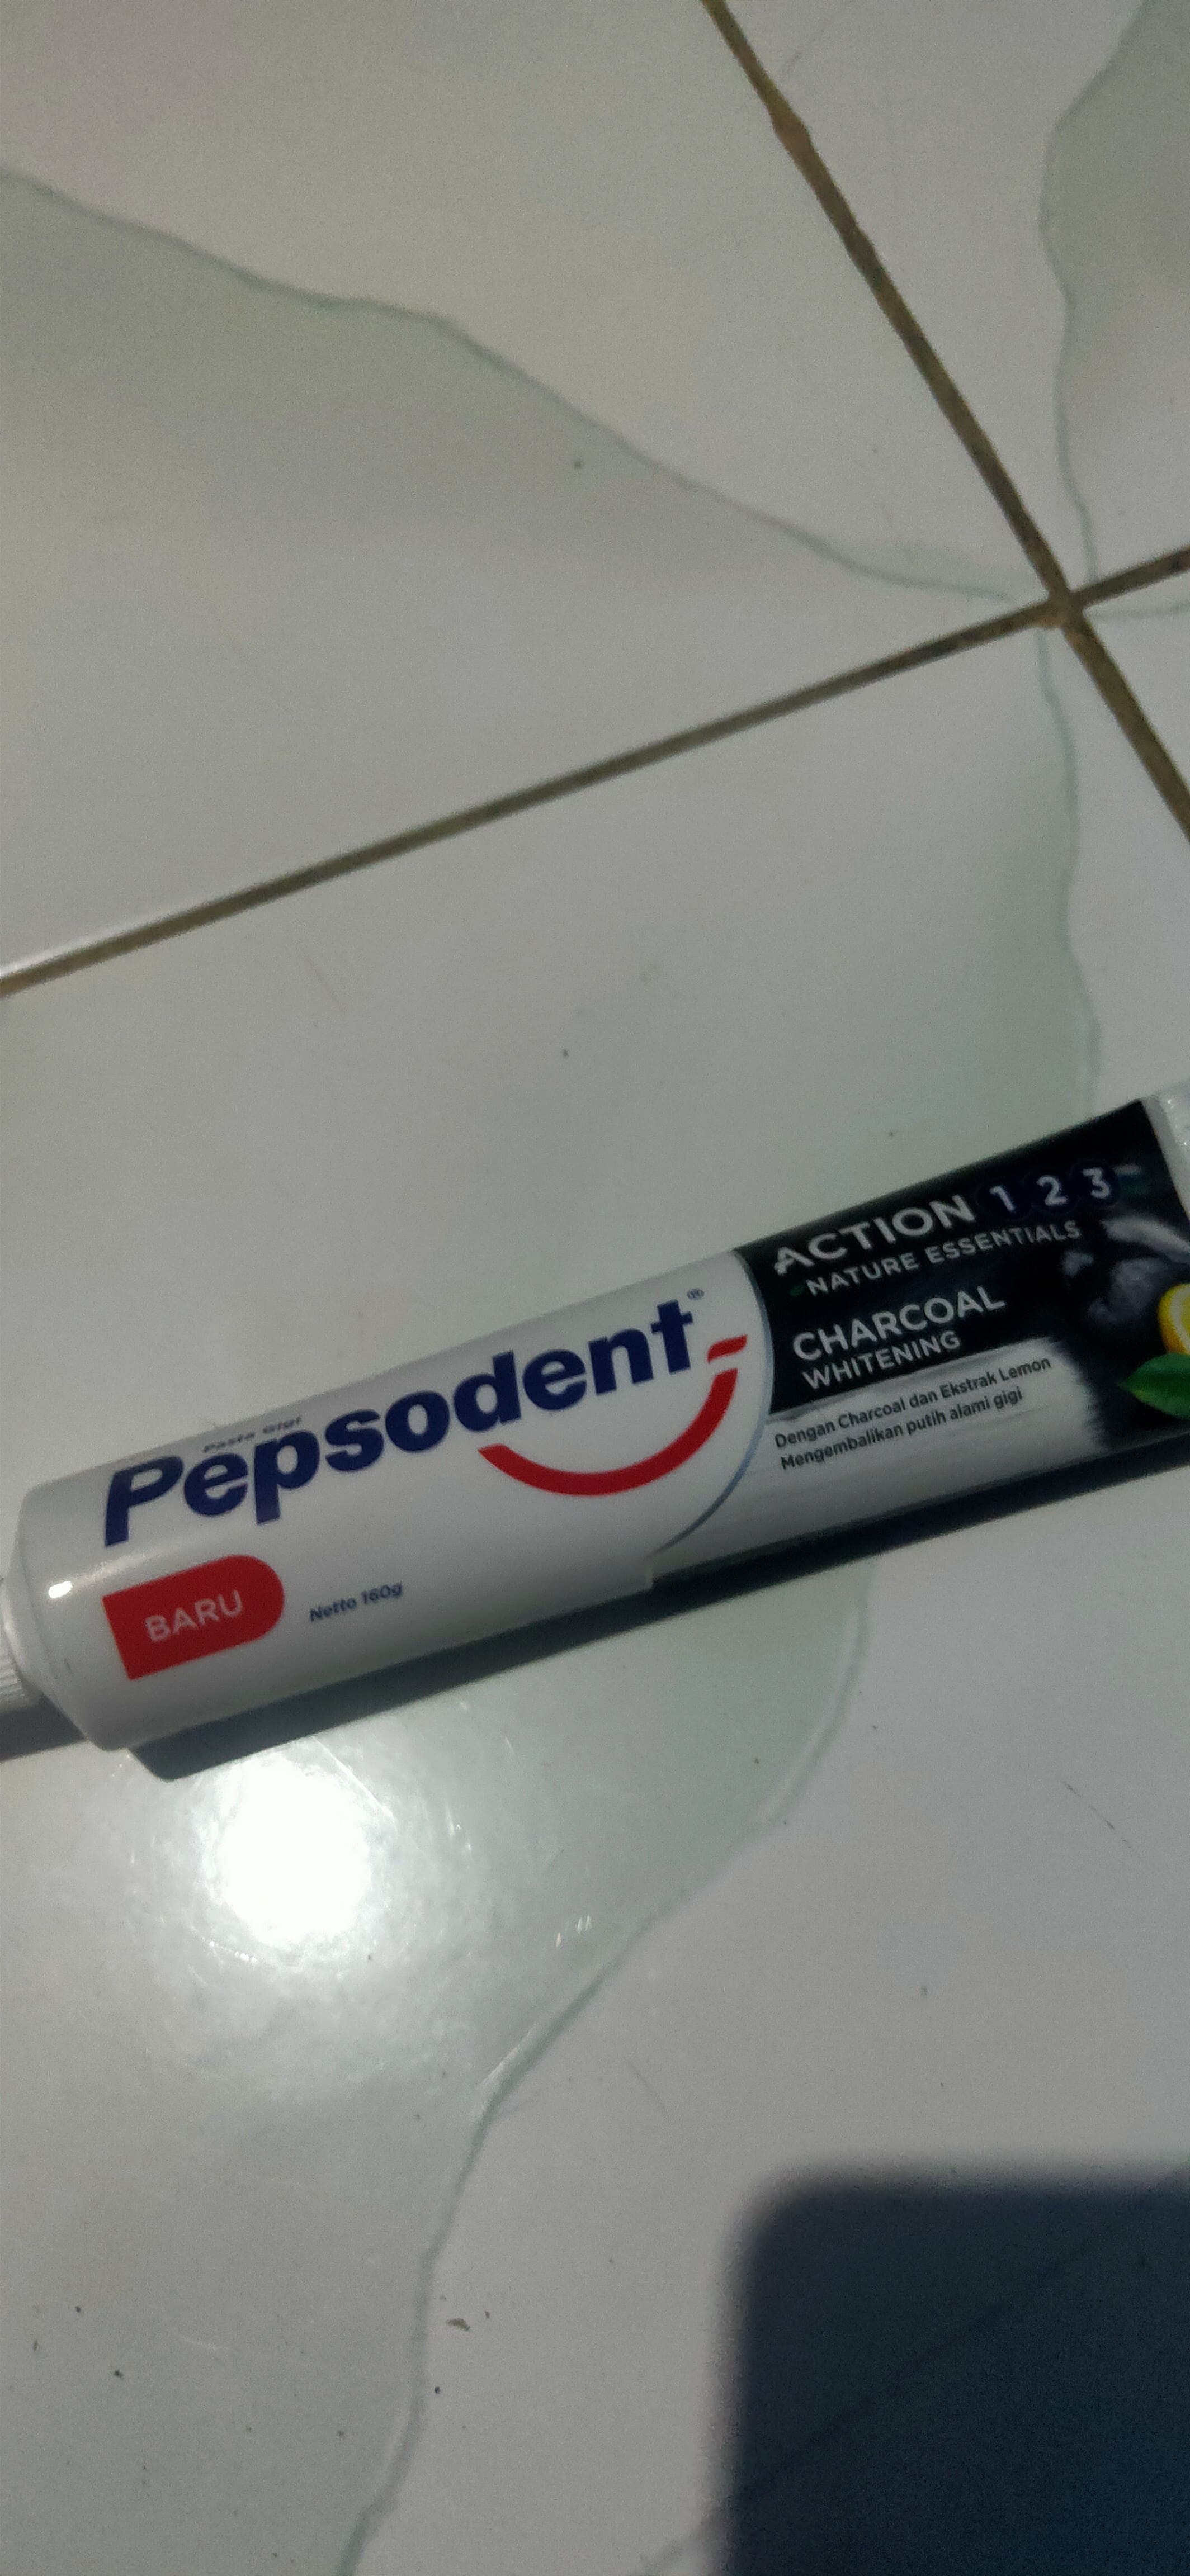 Pasta Gigi
Pepsodent®
BARU
Netto 160g
ACTION 1 2 3
NATURE ESSENTIALS
CHARCOAL
WHITENING
Dengan Charcoal dan Ekstrak Lemon
Mengembalikan putih alami gigi